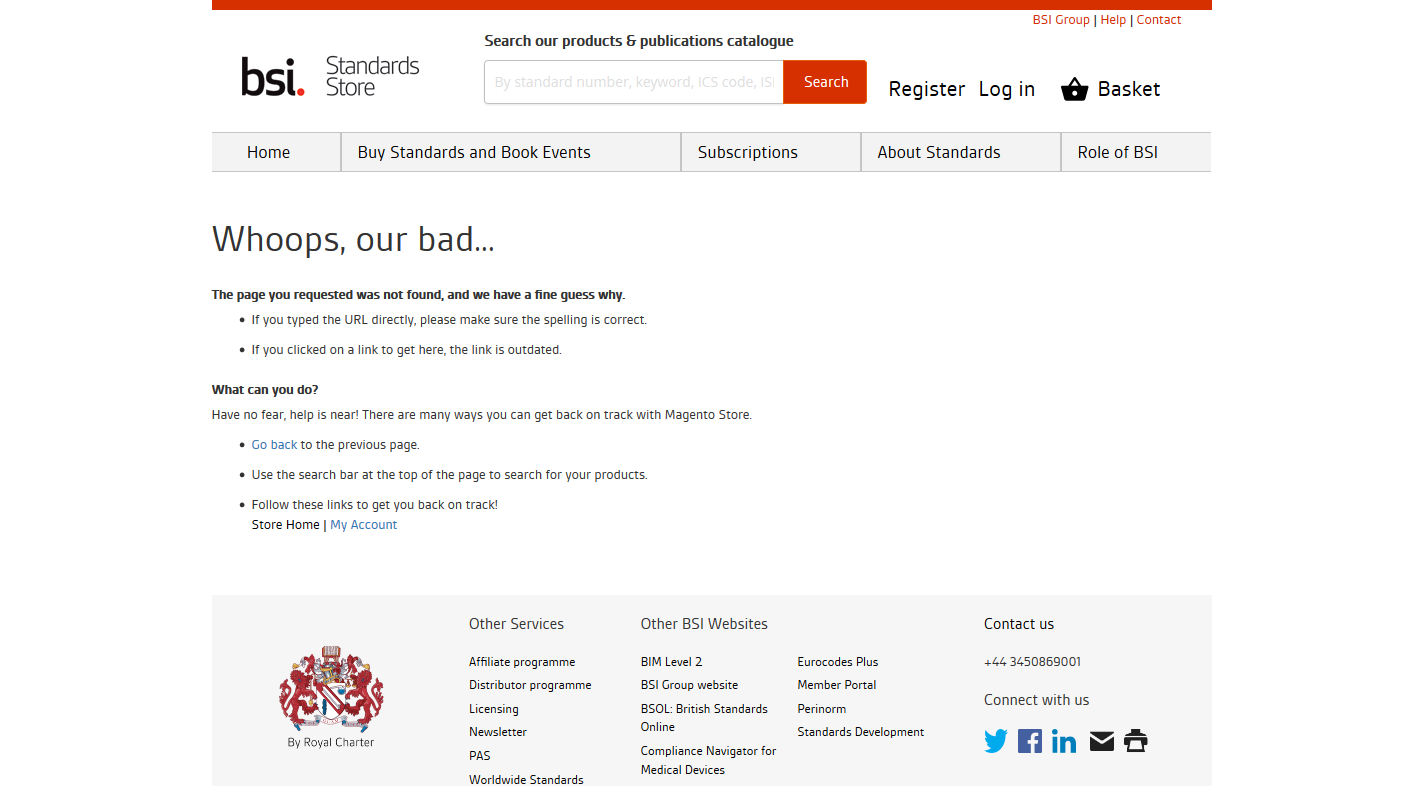 BSI Group | Help | Contact
Search our products & publications catalogue
bsi. Standards Store
By standard number, keyword, ICS code, ISI
Search
Register Log in Basket
Home
Buy Standards and Book Events
Subscriptions
About Standards
Role of BSI
Whoops, our bad...
The page you requested was not found, and we have a fine guess why.
• If you typed the URL directly, please make sure the spelling is correct.
• If you clicked on a link to get here, the link is outdated.
What can you do?
Have no fear, help is near! There are many ways you can get back on track with Magento Store.
• Go back to the previous page.
• Use the search bar at the top of the page to search for your products.
• Follow these links to get you back on track!
Store Home | My Account
By Royal Charter
Other Services
Affiliate programme
Distributor programme
Licensing
Newsletter
PAS
Worldwide Standards
Other BSI Websites
BIM Level 2
BSI Group website
BSOL: British Standards
Online
Compliance Navigator for
Medical Devices
Eurocodes Plus
Member Portal
Perinorm
Standards Development
Contact us
+44 3450869001
Connect with us